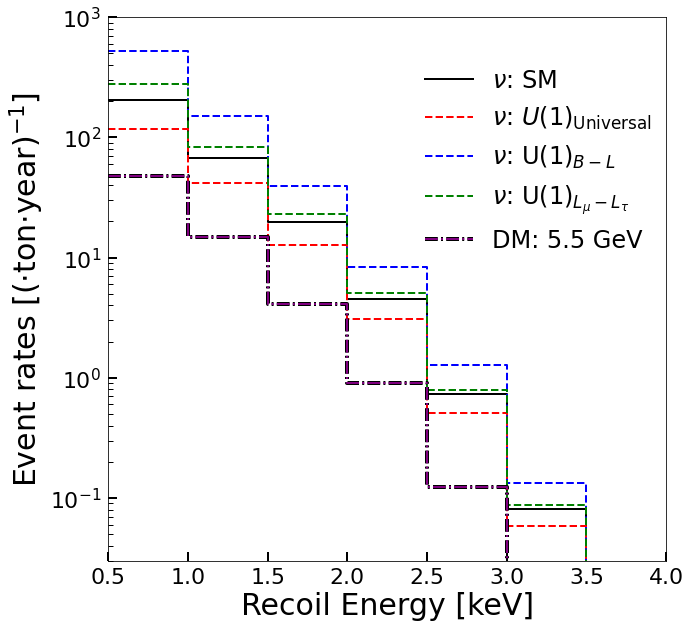 10³
10²
10¹
10⁰
10⁻¹
Event rates [(·ton·year)⁻¹]
ν: SM
ν: U(1)Universal
ν: U(1)B − L
ν: U(1)Lμ − Lτ
DM: 5.5 GeV
0.5 1.0 1.5 2.0 2.5 3.0 3.5 4.0
Recoil Energy [keV]